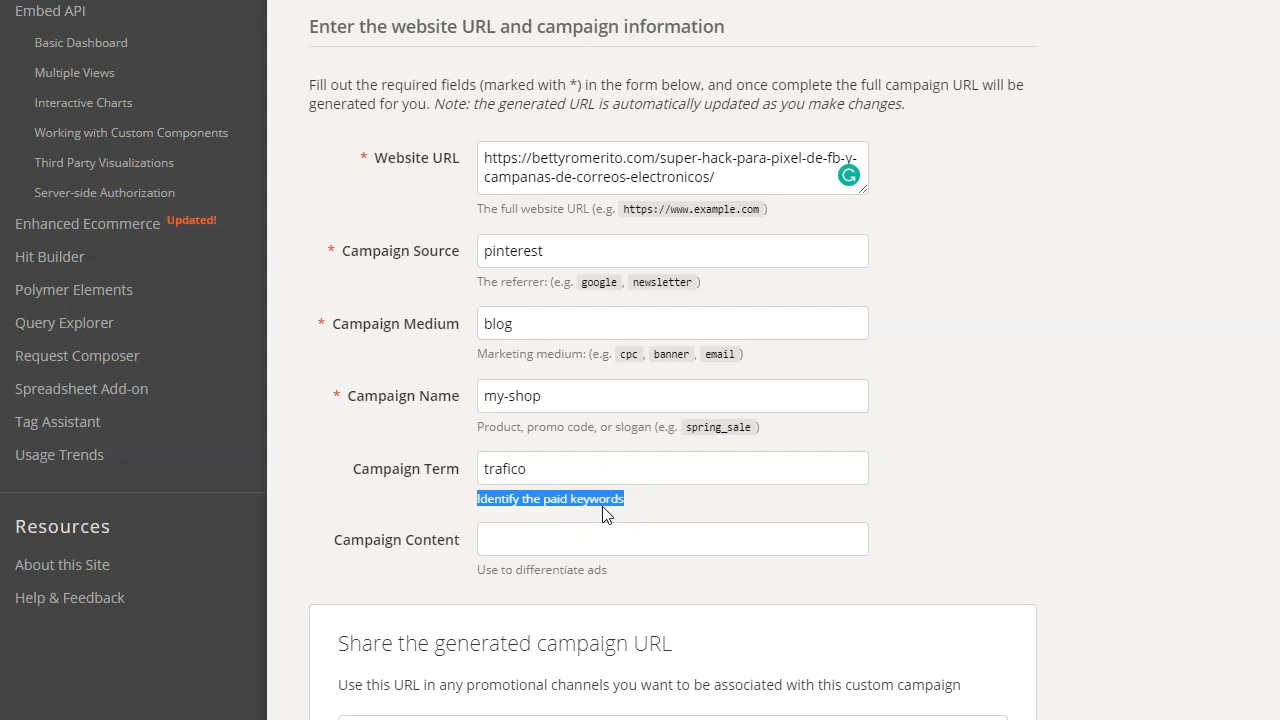 Embed API
Basic Dashboard
Multiple Views
Interactive Charts
Working with Custom Components
Third Party Visualizations
Server-side Authorization
Enhanced Ecommerce Updated!
Hit Builder
Polymer Elements
Query Explorer
Request Composer
Spreadsheet Add-on
Tag Assistant
Usage Trends
Resources
About this Site
Help & Feedback
Enter the website URL and campaign information
Fill out the required fields (marked with *) in the form below, and once complete the full campaign URL will be
generated for you. Note: the generated URL is automatically updated as you make changes.
* Website URL
https://bettyromerito.com/super-hack-para-pixel-de-fb-y-
campanas-de-correos-electronicos/
The full website URL (e.g. https://www.example.com )
* Campaign Source
pinterest
The referrer: (e.g. google , newsletter )
* Campaign Medium
blog
Marketing medium: (e.g. cpc , banner , email )
* Campaign Name
my-shop
Product, promo code, or slogan (e.g. spring_sale )
Campaign Term
trafico
Identify the paid keywords
Campaign Content
Use to differentiate ads
Share the generated campaign URL
Use this URL in any promotional channels you want to be associated with this custom campaign